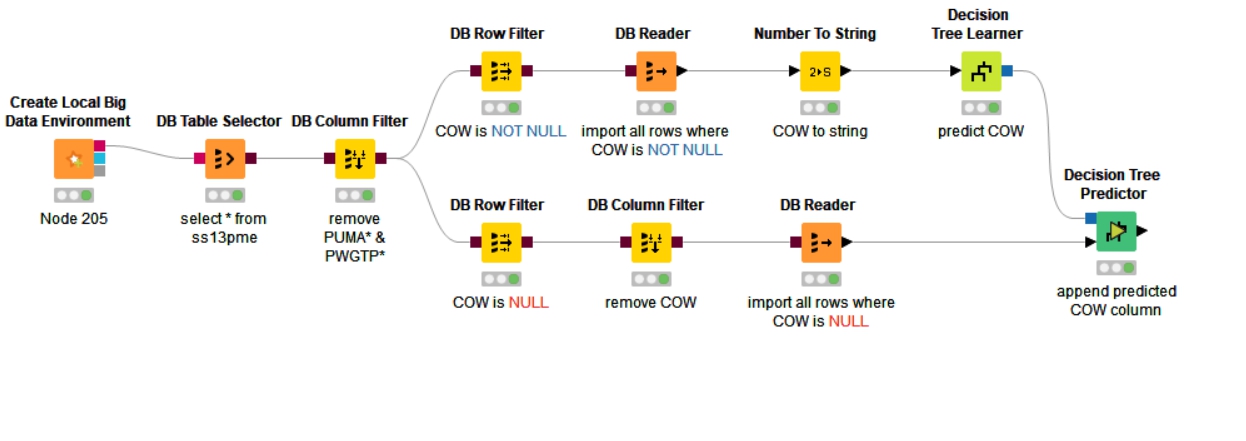 Create Local Big
Data Environment
Node 205
DB Table Selector
select * from
ss13pme
DB Column Filter
remove
PUMA* &
PWGTP*
DB Row Filter
COW is NOT NULL
DB Reader
import all rows where
COW is NOT NULL
Number To String
2▸S
COW to string
Decision
Tree Learner
predict COW
DB Row Filter
COW is NULL
DB Column Filter
remove COW
DB Reader
import all rows where
COW is NULL
Decision Tree
Predictor
append predicted
COW column